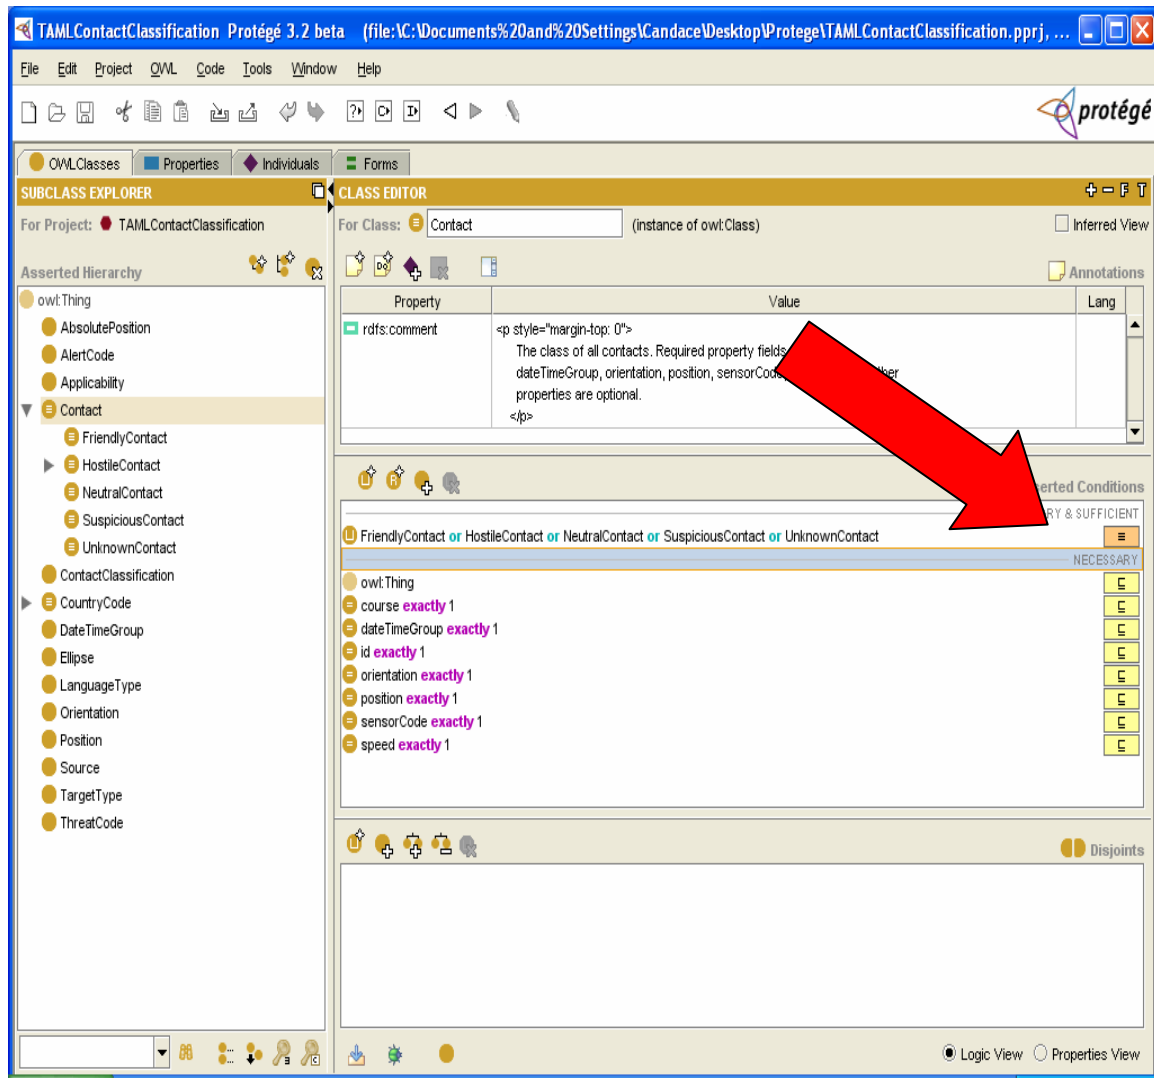 TAMLContactClassification Protégé 3.2 beta (file:\C:\Documents%20and%20Settings\Candace\Desktop\Protege\TAMLContactClassification.pprj, ...
File Edit Project OWL Code Tools Window Help
protégé
OWLClasses Properties Individuals Forms
SUBCLASS EXPLORER
For Project: TAMLContactClassification
Asserted Hierarchy
owl:Thing
AbsolutePosition
AlertCode
Applicability
Contact
FriendlyContact
HostileContact
NeutralContact
SuspiciousContact
UnknownContact
ContactClassification
CountryCode
DateTimeGroup
Ellipse
LanguageType
Orientation
Position
Source
TargetType
ThreatCode
CLASS EDITOR
For Class: Contact (instance of owl:Class) Inferred View
Annotations
Property Value Lang
rdfs:comment <p style="margin-top: 0">
The class of all contacts. Required property fields
dateTimeGroup, orientation, position, sensorCode
properties are optional.
</p>
Conditions
& SUFFICIENT
FriendlyContact or HostileContact or NeutralContact or SuspiciousContact or UnknownContact ≡
NECESSARY
owl:Thing ⊑
course exactly 1 ⊑
dateTimeGroup exactly 1 ⊑
id exactly 1 ⊑
orientation exactly 1 ⊑
position exactly 1 ⊑
sensorCode exactly 1 ⊑
speed exactly 1 ⊑
Disjoints
Logic View Properties View